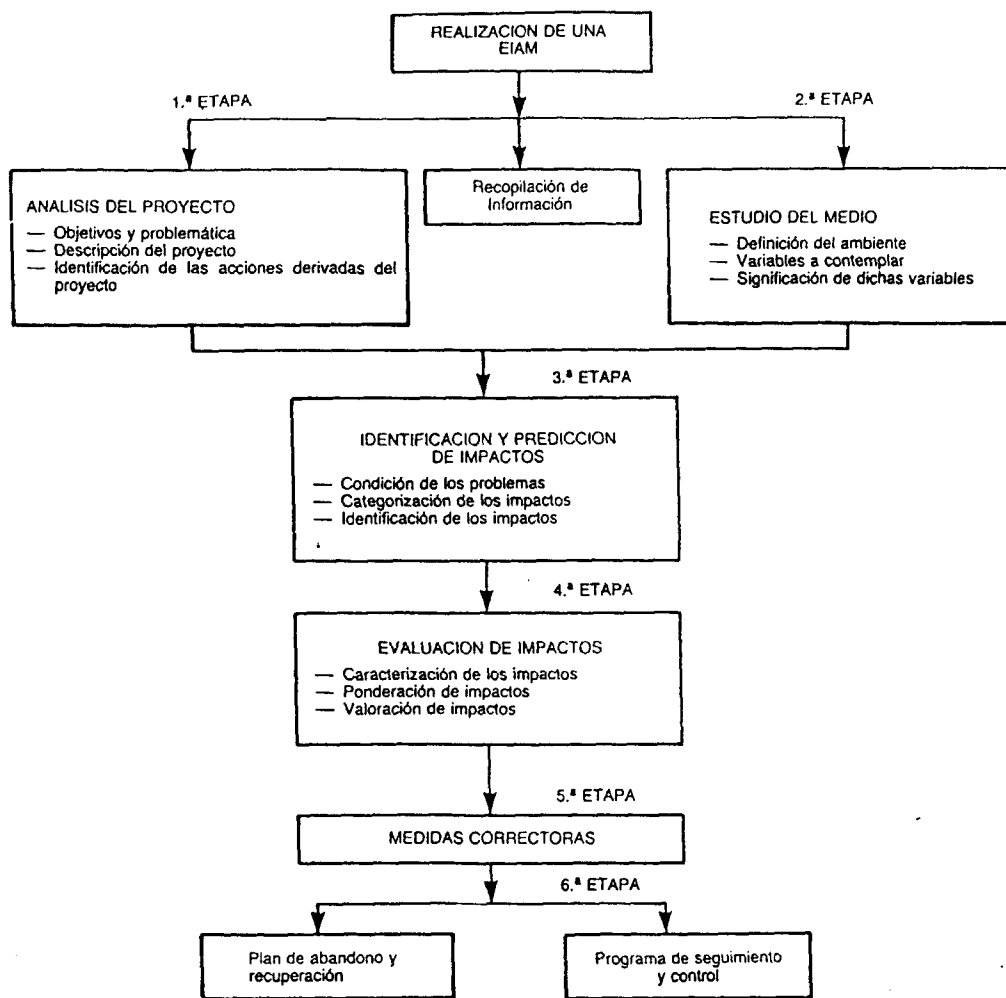 REALIZACION DE UNA
EIAM
1.ª ETAPA
2.ª ETAPA
ANALISIS DEL PROYECTO
— Objetivos y problemática
— Descripción del proyecto
— Identificación de las acciones derivadas del
proyecto
Recopilación de
Información
ESTUDIO DEL MEDIO
— Definición del ambiente
— Variables a contemplar
— Significación de dichas variables
3.ª ETAPA
IDENTIFICACION Y PREDICCION
DE IMPACTOS
— Condición de los problemas
— Categorización de los impactos
— Identificación de los impactos
4.ª ETAPA
EVALUACION DE IMPACTOS
— Caracterización de los impactos
— Ponderación de impactos
— Valoración de impactos
5.ª ETAPA
MEDIDAS CORRECTORAS
6.ª ETAPA
Plan de abandono y
recuperación
Programa de seguimiento
y control